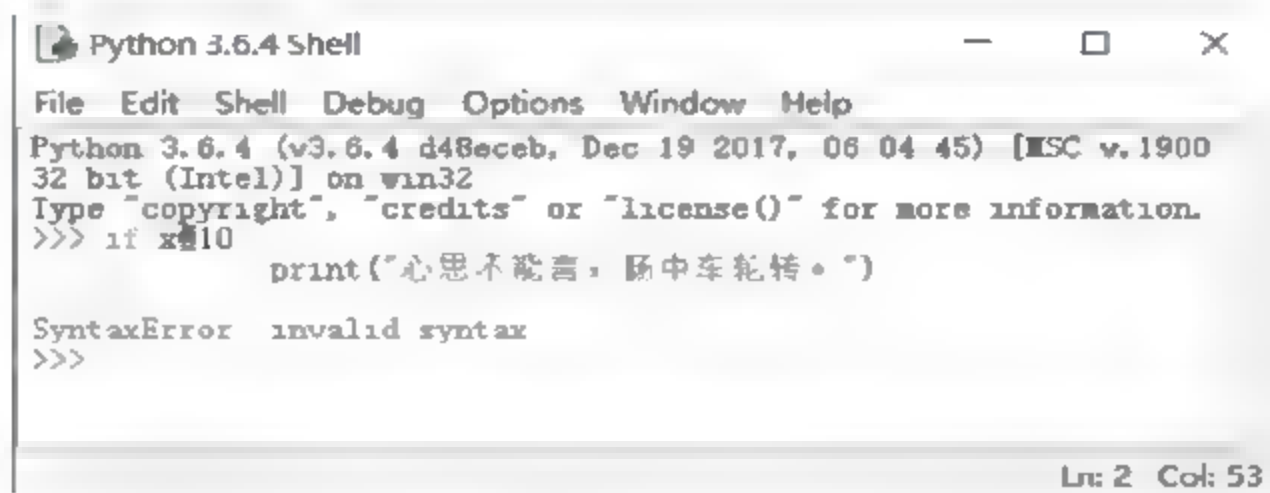 Python 3.6.4 Shell
File Edit Shell Debug Options Window Help
Python 3.6.4 (v3.6.4 d48eceb, Dec 19 2017, 06 04 45) [MSC v.1900
32 bit (Intel)] on win32
Type "copyright", "credits" or "license()" for more information.
>>> if
print("心思不能言，肠中车轮转。")
SyntaxError invalid syntax
>>>
Ln: 2 Col: 53